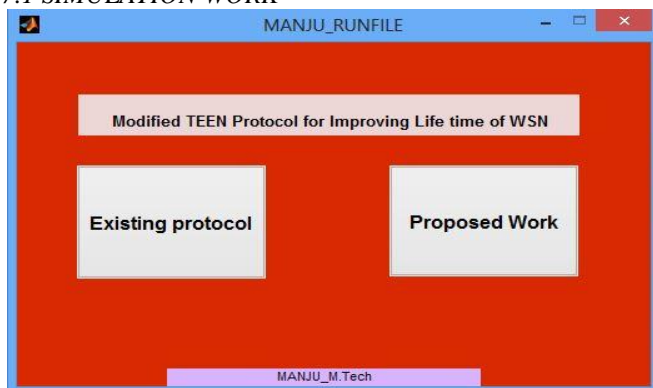 7.1 SIMULATION WORK
MANJU_RUNFILE
Modified TEEN Protocol for Improving Life time of WSN
Existing protocol
Proposed Work
MANJU_M.Tech